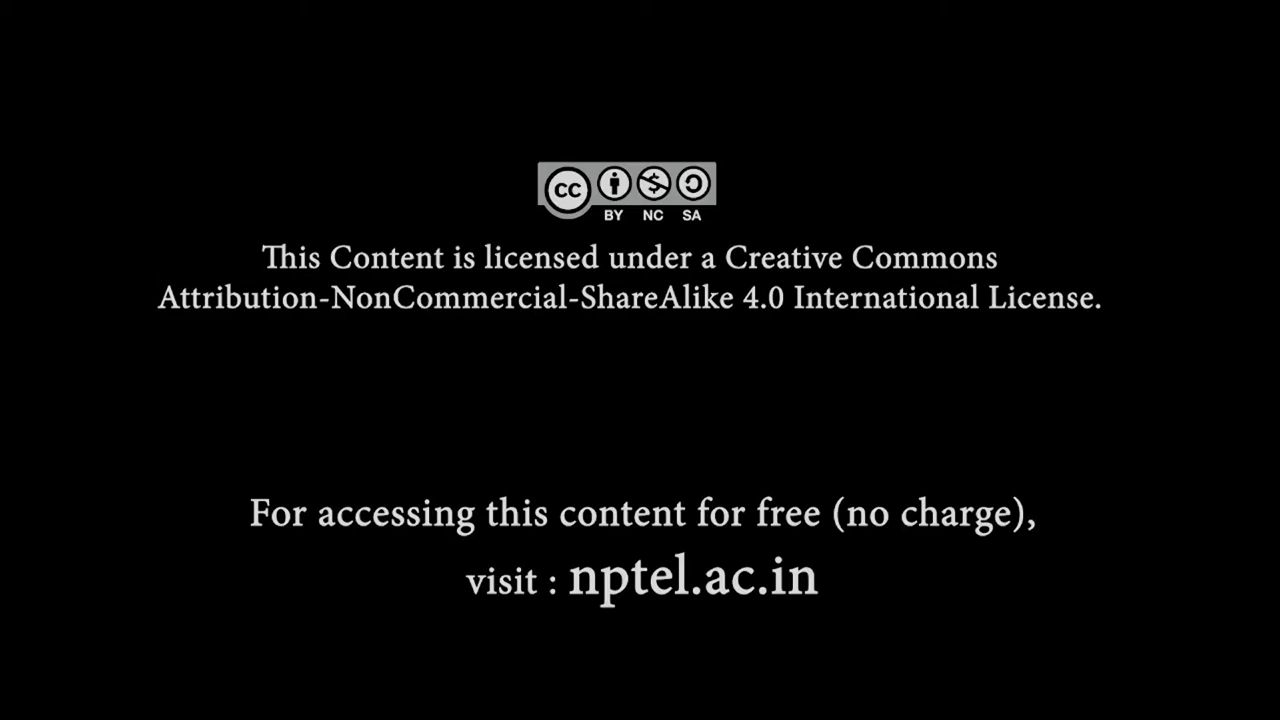 CC BY NC SA
This Content is licensed under a Creative Commons
Attribution-NonCommercial-ShareAlike 4.0 International License.
For accessing this content for free (no charge),
visit : nptel.ac.in